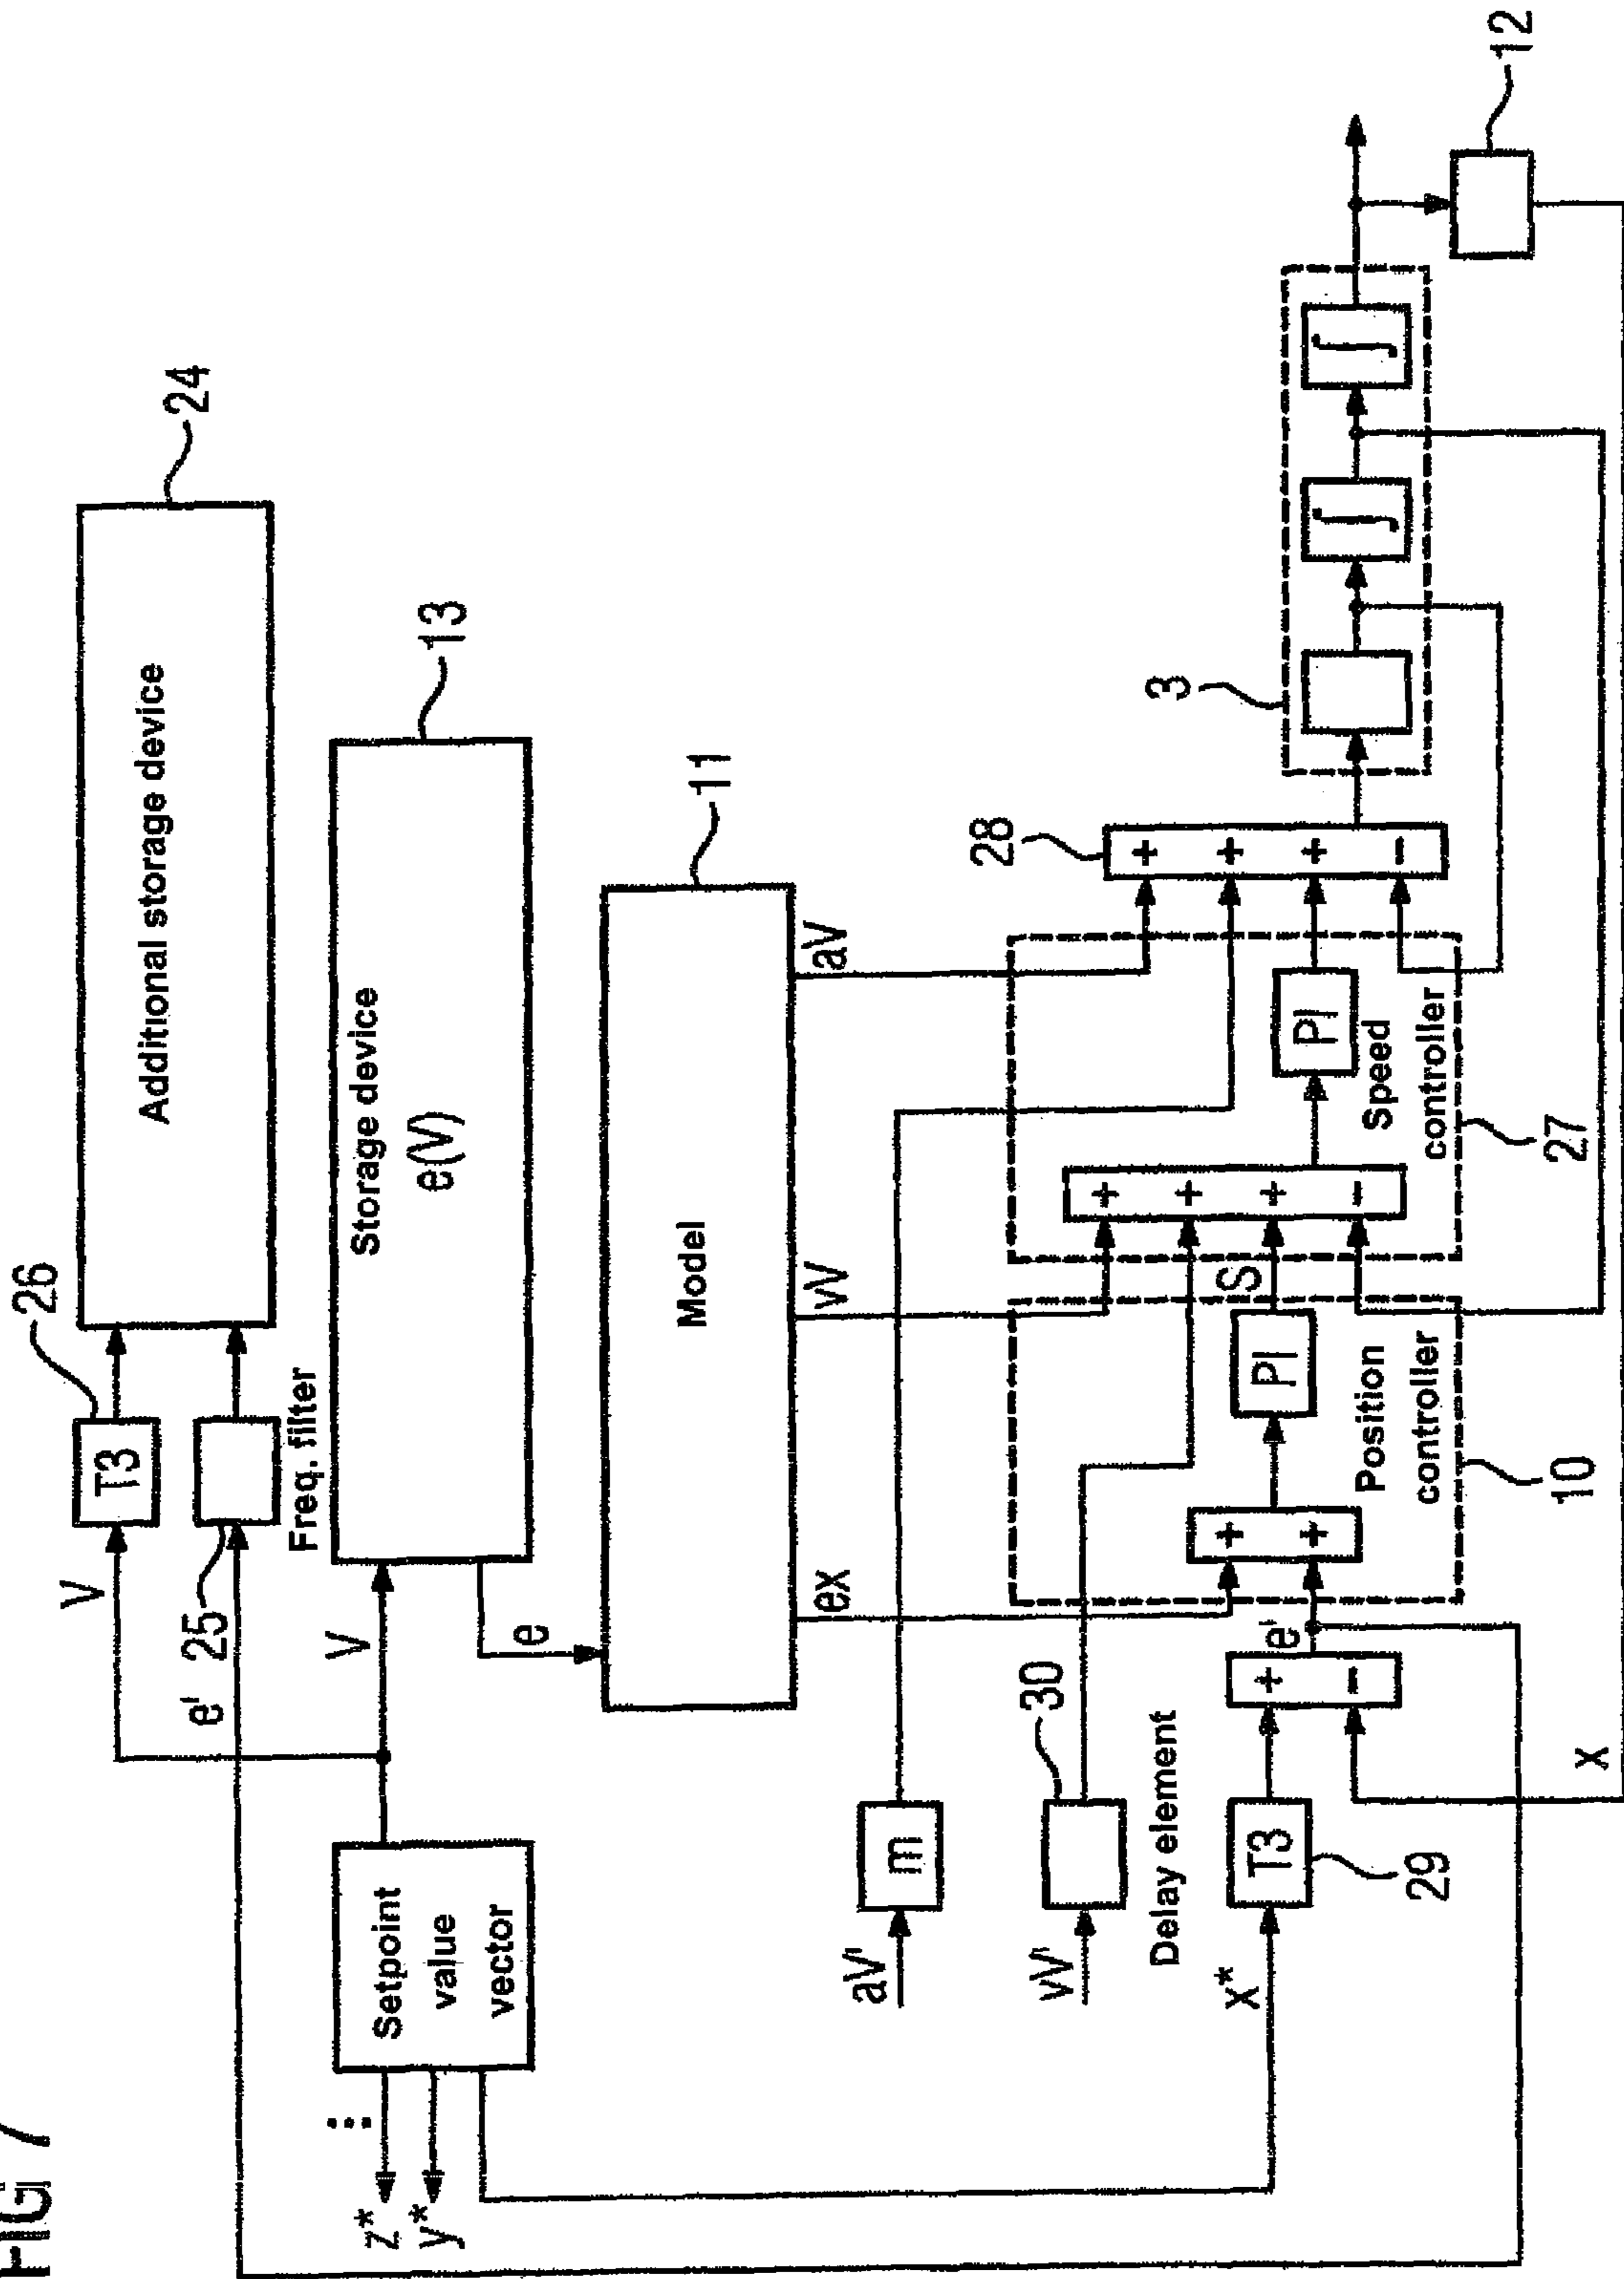 FIG 7
24
Additional storage device
26
T3
V
e'
25
Freq. filter
13
Storage device
e(V)
V
e
Setpoint
value
vector
z*
y*
11
Model
aV
vV
ex
m
aV'
30
vV'
Delay element
x*
T3
29
e'
+
-
x
+
+
PI
Position
controller
10
S
+
+
+
-
PI
Speed
controller
27
28
+
+
+
-
3
∫
∫
12